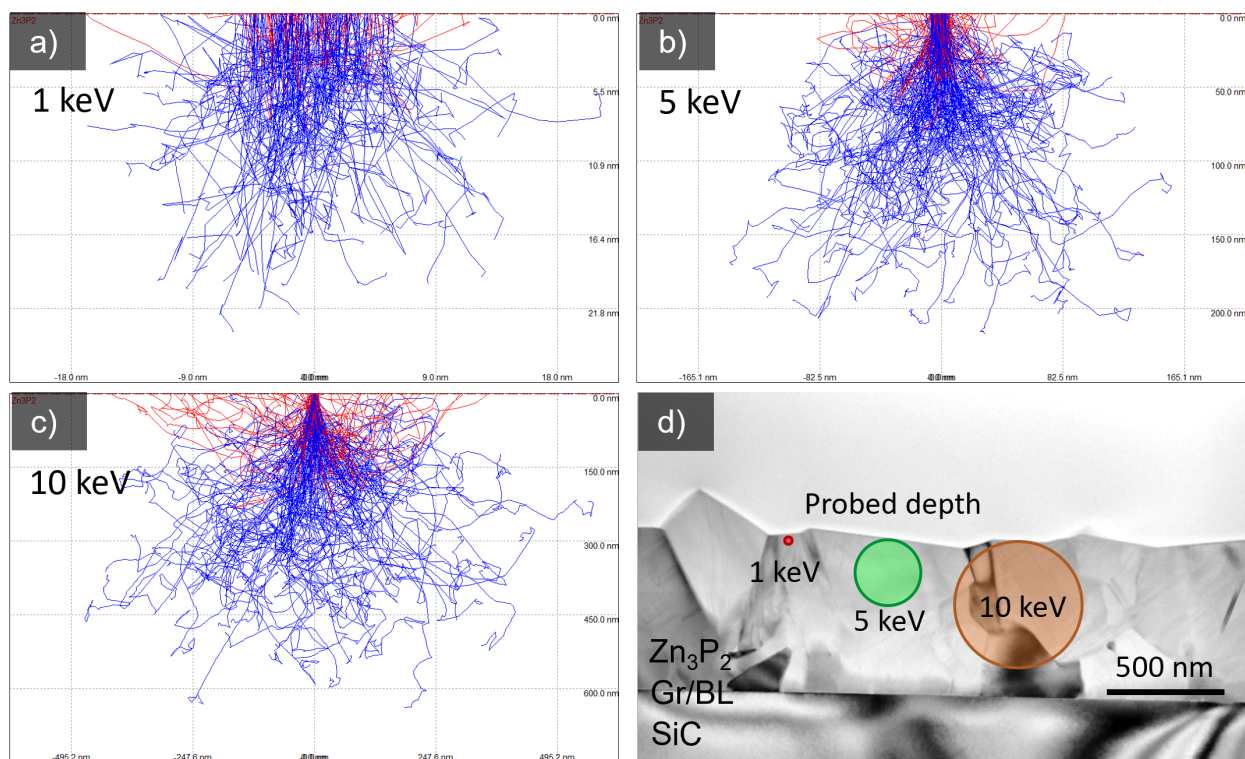 Zn3P2
a)
1 keV
0.0 nm
5.5 nm
10.9 nm
16.4 nm
21.8 nm
-18.0 nm
-9.0 nm
9.0 nm
18.0 nm
b)
5 keV
0.0 nm
50.0 nm
100.0 nm
150.0 nm
200.0 nm
-165.1 nm
-82.5 nm
82.5 nm
165.1 nm
Zn3P2
c)
10 keV
0.0 nm
150.0 nm
300.0 nm
450.0 nm
600.0 nm
-495.2 nm
-247.6 nm
247.6 nm
495.2 nm
d)
Probed depth
1 keV
5 keV
10 keV
Zn₃P₂
Gr/BL
SiC
500 nm